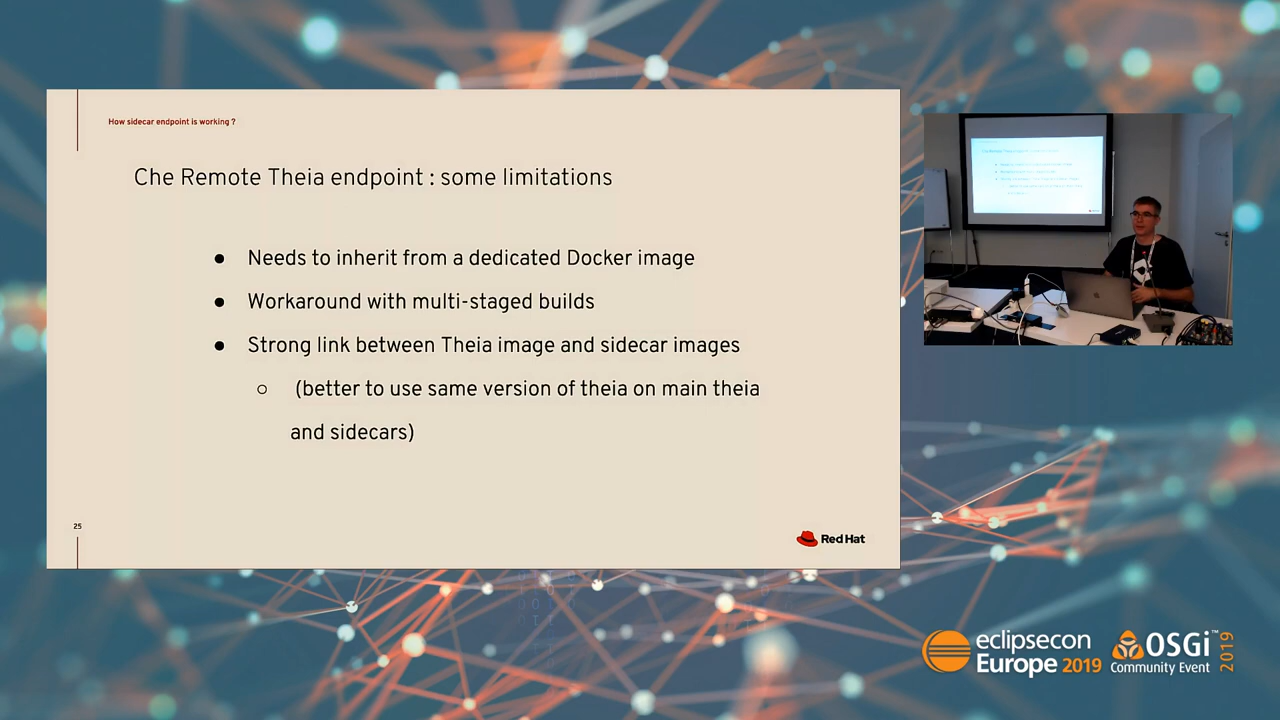 How sidecar endpoint is working ?
Che Remote Theia endpoint : some limitations
● Needs to inherit from a dedicated Docker image
● Workaround with multi-staged builds
● Strong link between Theia image and sidecar images
○ (better to use same version of theia on main theia
and sidecars)
25
Red Hat
eclipsecon
Europe 2019
OSGi™
Community Event
2019